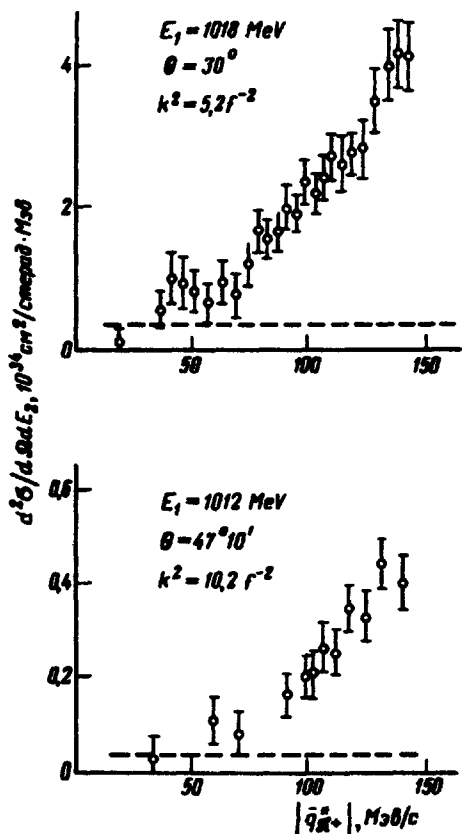 E₁ = 1018 MeV
θ = 30°
k² = 5,2 f⁻²
4
2
0
50
100
150
d²σ/dΩdE₂, 10³⁴ см²/стерад·Мэв
E₁ = 1012 MeV
θ = 47°10'
k² = 10,2 f⁻²
0,6
0,4
0,2
0
50
100
150
|q̄*π+|, Мэв/с